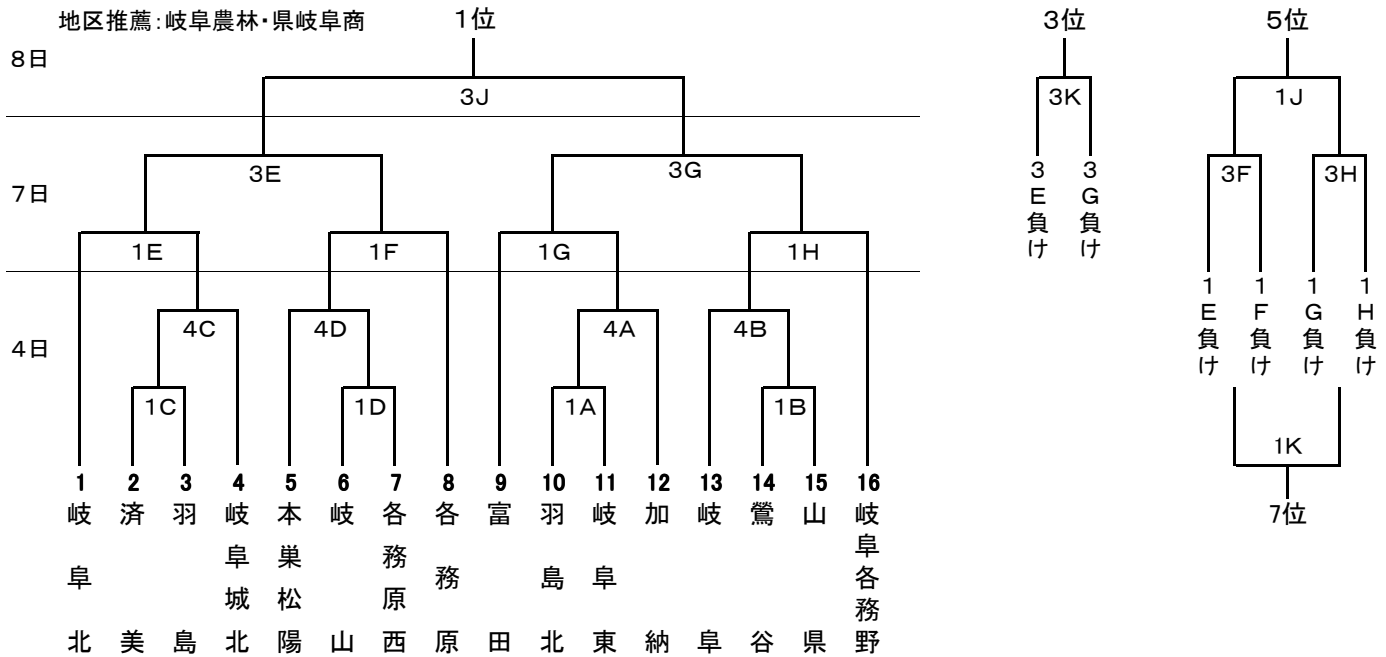 地区推薦：岐阜農林・県岐阜商
1位
3位
5位
8日
3J
3K
1J
7日
3E
3G
3E負け
3G負け
3F
3H
1E
1F
1G
1H
1E負け
1F負け
1G負け
1H負け
4日
4C
4D
4A
4B
1C
1D
1A
1B
1K
7位
1 岐阜北
2 済美
3 羽島
4 岐阜城北
5 本巣松陽
6 岐山
7 各務原西
8 各務原
9 富田
10 羽島北
11 岐阜東
12 加納
13 岐阜
14 鶯谷
15 山県
16 岐阜各務野